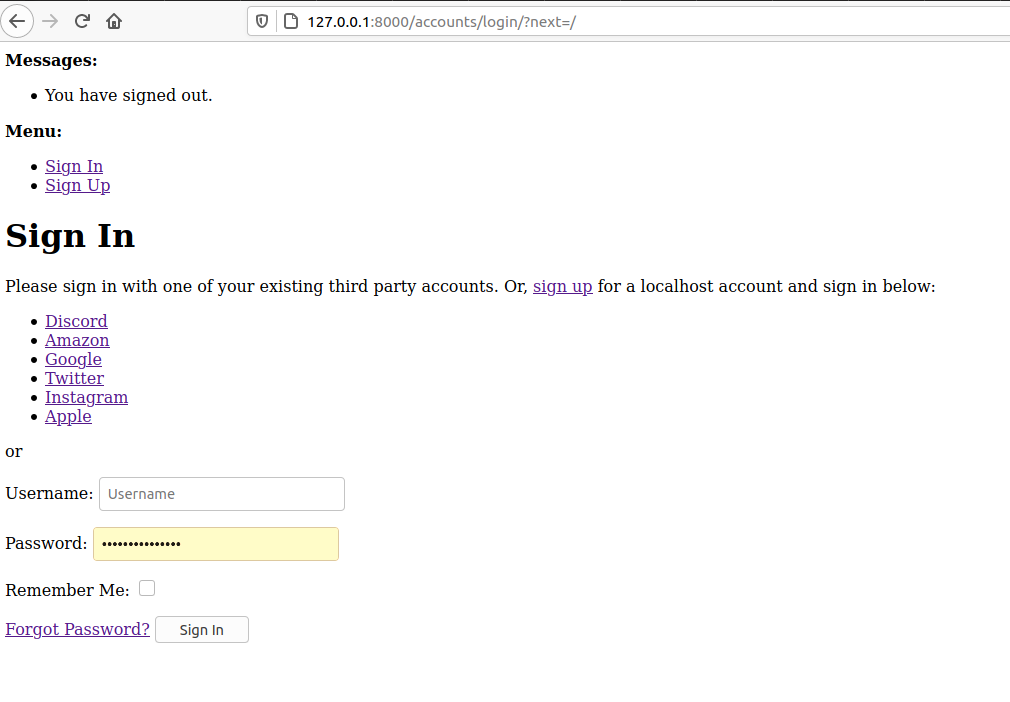 127.0.0.1:8000/accounts/login/?next=/
Messages:
You have signed out.
Menu:
Sign In
Sign Up
Sign In
Please sign in with one of your existing third party accounts. Or, sign up for a localhost account and sign in below:
Discord
Amazon
Google
Twitter
Instagram
Apple
or
Username: Username
Password: ••••••••••••••
Remember Me:
Forgot Password? Sign In